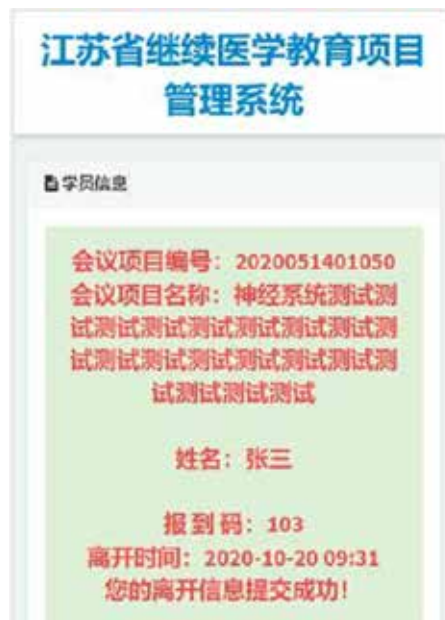 江苏省继续医学教育项目
管理系统
学员信息
会议项目编号：2020051401050
会议项目名称：神经系统测试测
试测试测试测试测试测试测试测
试测试测试测试测试测试测试测
试测试测试测试
姓名：张三
报到码：103
离开时间：2020-10-20 09:31
您的离开信息提交成功！